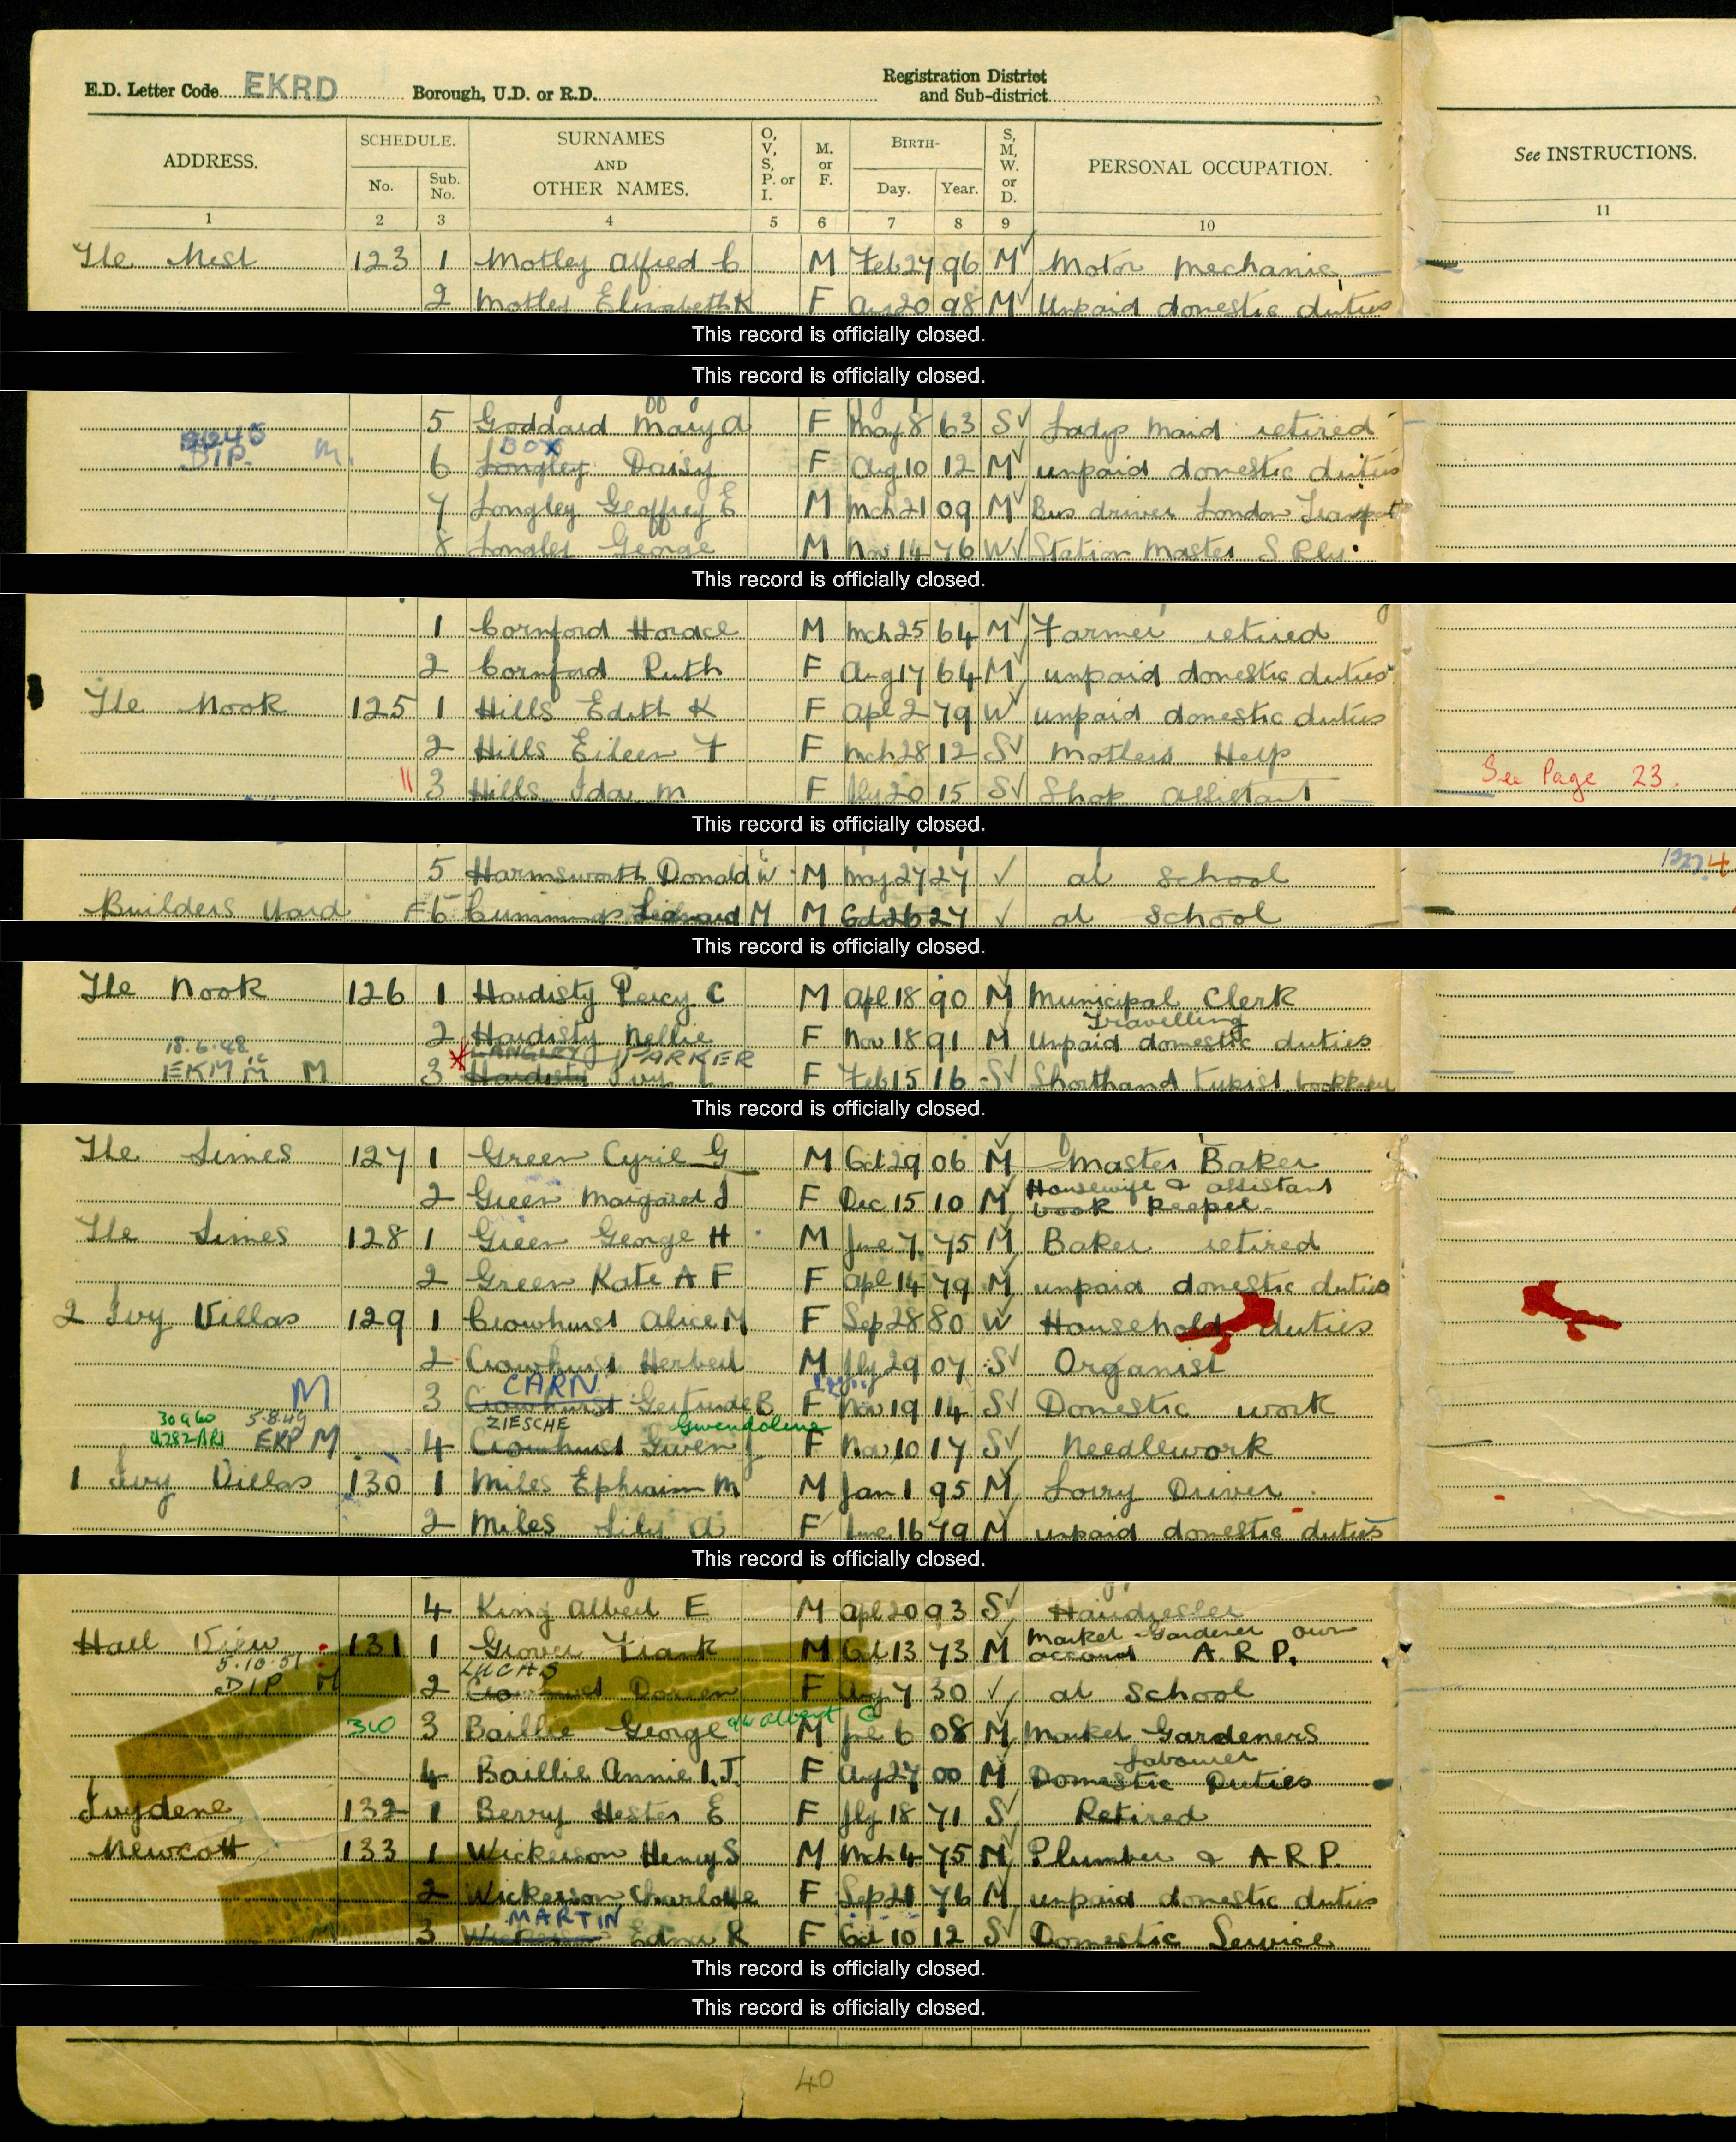 E.D. Letter Code EKRD Borough, U.D. or R.D. Registration District and Sub-district
ADDRESS. SCHEDULE. No. Sub. No. SURNAMES AND OTHER NAMES. O, V, S, P. or I. M. or F. BIRTH- Day. Year. S, M, W. or D. PERSONAL OCCUPATION. See INSTRUCTIONS.
1 2 3 4 5 6 7 8 9 10 11
The Nest 123 1 Motley Alfred C M Feb 27 96 M Motor Mechanic
2 Motley Elizabeth K F Aug 20 98 M Unpaid domestic duties
This record is officially closed.
This record is officially closed.
5 Goddard Mary A F May 8 63 S Ladys Maid retired
BOX
DIP. M. 6 Longley Daisy F Aug 10 12 M unpaid domestic duties
7 Longley Geoffrey E M Mch 21 09 M Bus driver London Transport
8 Longley George M Nov 14 76 W Station Master S Rly.
This record is officially closed.
1 Cornford Horace M Mch 25 64 M Farmer retired
2 Cornford Ruth F Aug 17 64 M unpaid domestic duties
The Nook 125 1 Hills Edith K F Apl 2 79 W unpaid domestic duties
2 Hills Eileen F Mch 28 12 S Mothers Help
3 Hills Ida M F Jly 20 15 S Shop assistant See Page 23.
This record is officially closed.
5 Harmsworth Donald W M May 27 27 at School
Builders Yard 6 Cummings Leonard M M Oct 26 27 at School
This record is officially closed.
The Nook 126 1 Hardisty Percy C M Apl 18 90 M Municipal Clerk
Travelling
2 Hardisty Nellie F Nov 18 91 M Unpaid domestic duties
18.6.48 LANGLEY PARKER
EKM M 3 Hardisty Ivy L F Feb 15 16 S Shorthand typist bookkeeper
This record is officially closed.
The Limes 127 1 Green Cyril G M Oct 29 06 M Master Baker
2 Green Margaret J F Dec 15 10 M Housewife & assistant
book keeper
The Limes 128 1 Green George H M June 7 75 M Baker retired
2 Green Kate A F F Apl 14 79 M unpaid domestic duties
2 Ivy Villas 129 1 Crowhurst Alice M F Sep 28 80 W Household duties
2 Crowhurst Herbert M Jly 29 07 S Organist
CARN
M 3 Crowhurst Gertrude B F Nov 19 14 S Domestic work
5.8.49 ZIESCHE Gwendolene
EKP M 4 Crowhurst Gwen J F Nov 10 17 S Needlework
1 Ivy Villas 130 1 Miles Ephraim M M Jan 1 95 M Lorry Driver
2 Miles Lily A F June 16 79 M unpaid domestic duties
This record is officially closed.
4 King Albert E M Apl 20 93 S Hairdresser
Hall View 131 1 Grover Frank M Oct 13 73 M Market Gardener own
account A.R.P.
5.10.51 LUCAS
DIP M 2 Crowhurst Doreen F Aug 7 30 at School
3 Baillie George Albert G M 6 08 M Market Gardeners
Labourer
4 Baillie Annie I.J. F Aug 27 00 M Domestic Duties
Ivydene 132 1 Berry Hester E F Jly 18 71 S Retired
Newcott 133 1 Wickerson Henry S M Mch 4 75 M Plumber & A.R.P.
2 Wickerson Charlotte F Sep 21 76 M unpaid domestic duties
MARTIN
3 Wickerson Edna R F Oct 10 12 S Domestic Service
This record is officially closed.
This record is officially closed.
40